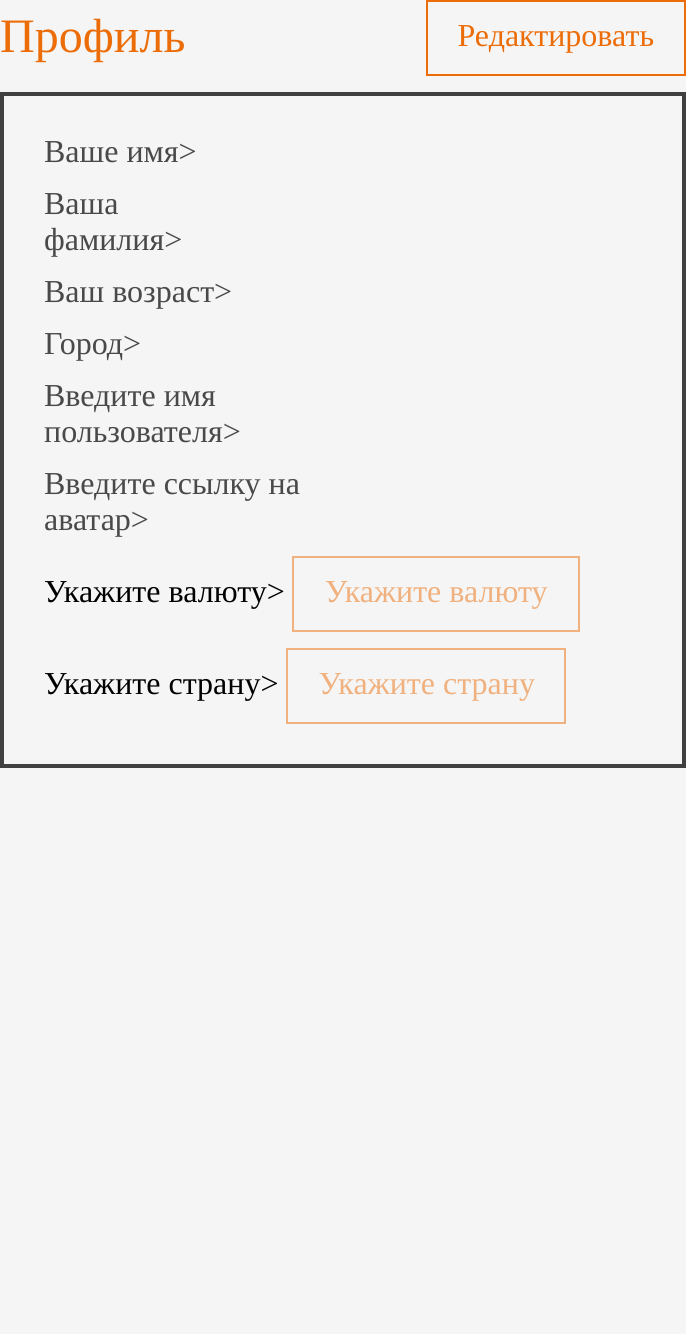 Профиль
Редактировать
Ваше имя>
Ваша
фамилия>
Ваш возраст>
Город>
Введите имя
пользователя>
Введите ссылку на
аватар>
Укажите валюту> Укажите валюту
Укажите страну> Укажите страну